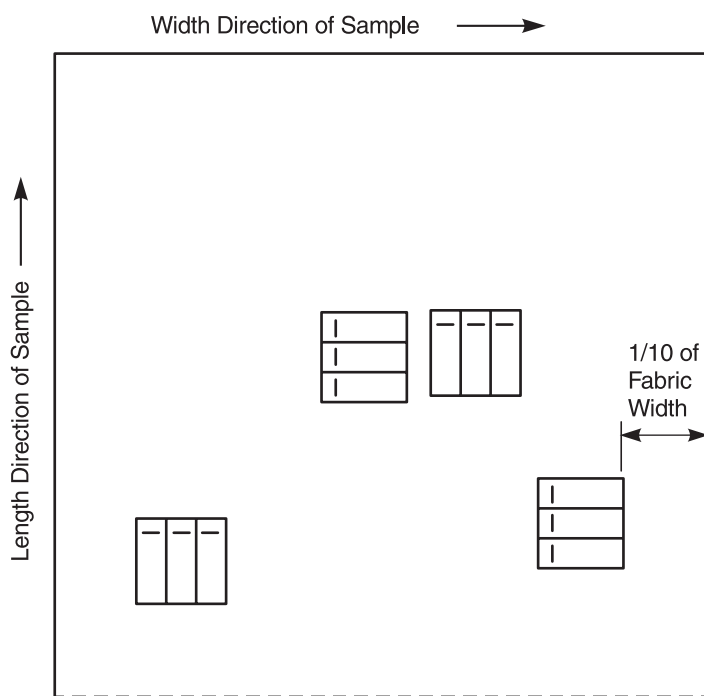 Width Direction of Sample
Length Direction of Sample
1/10 of
Fabric
Width